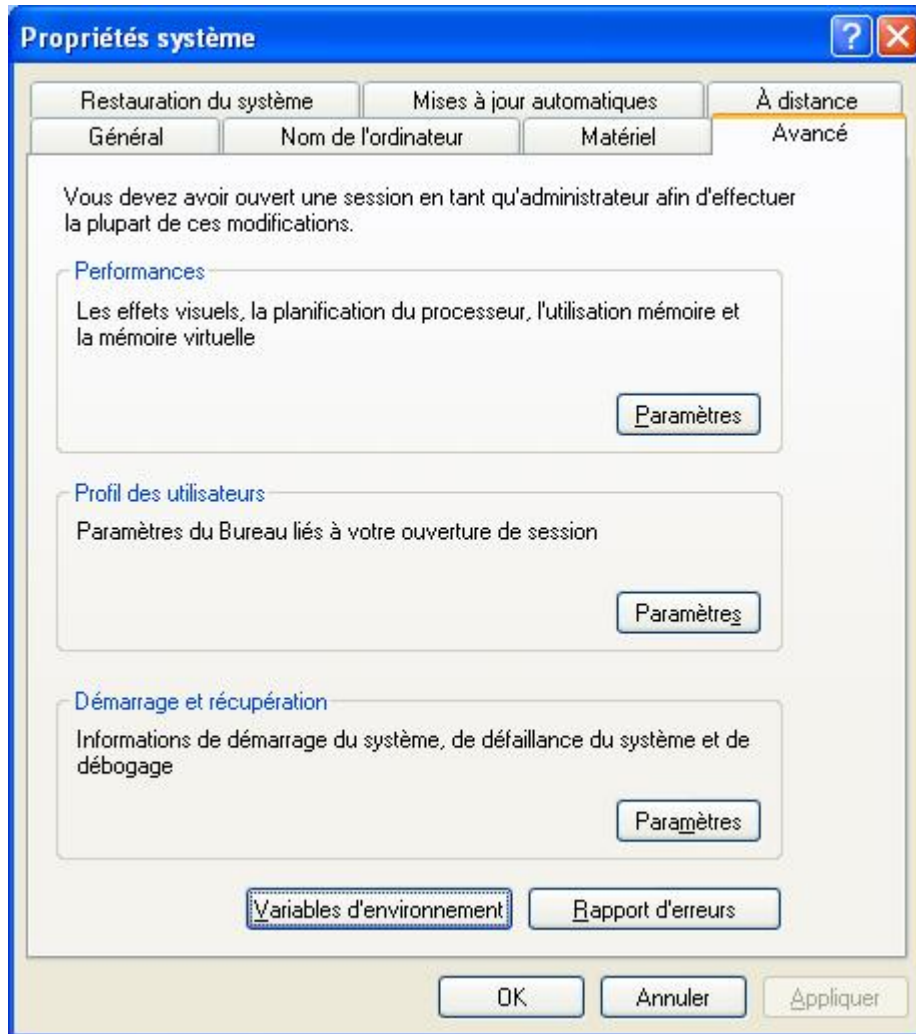 Propriétés système
Restauration du système Mises à jour automatiques À distance
Général Nom de l'ordinateur Matériel Avancé
Vous devez avoir ouvert une session en tant qu'administrateur afin d'effectuer
la plupart de ces modifications.
Performances
Les effets visuels, la planification du processeur, l'utilisation mémoire et
la mémoire virtuelle
Paramètres
Profil des utilisateurs
Paramètres du Bureau liés à votre ouverture de session
Paramètres
Démarrage et récupération
Informations de démarrage du système, de défaillance du système et de
débogage
Paramètres
Variables d'environnement Rapport d'erreurs
OK Annuler Appliquer